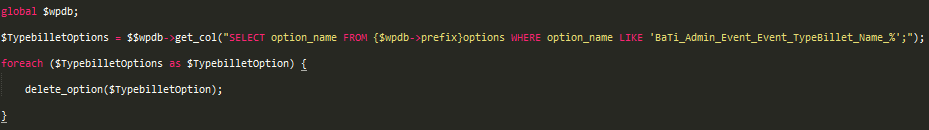 global $wpdb;
$TypebilletOptions = $$wpdb->get_col("SELECT option_name FROM {$wpdb->prefix}options WHERE option_name LIKE 'BaTi_Admin_Event_Event_TypeBillet_Name_%';");
foreach ($TypebilletOptions as $TypebilletOption) {
delete_option($TypebilletOption);
}